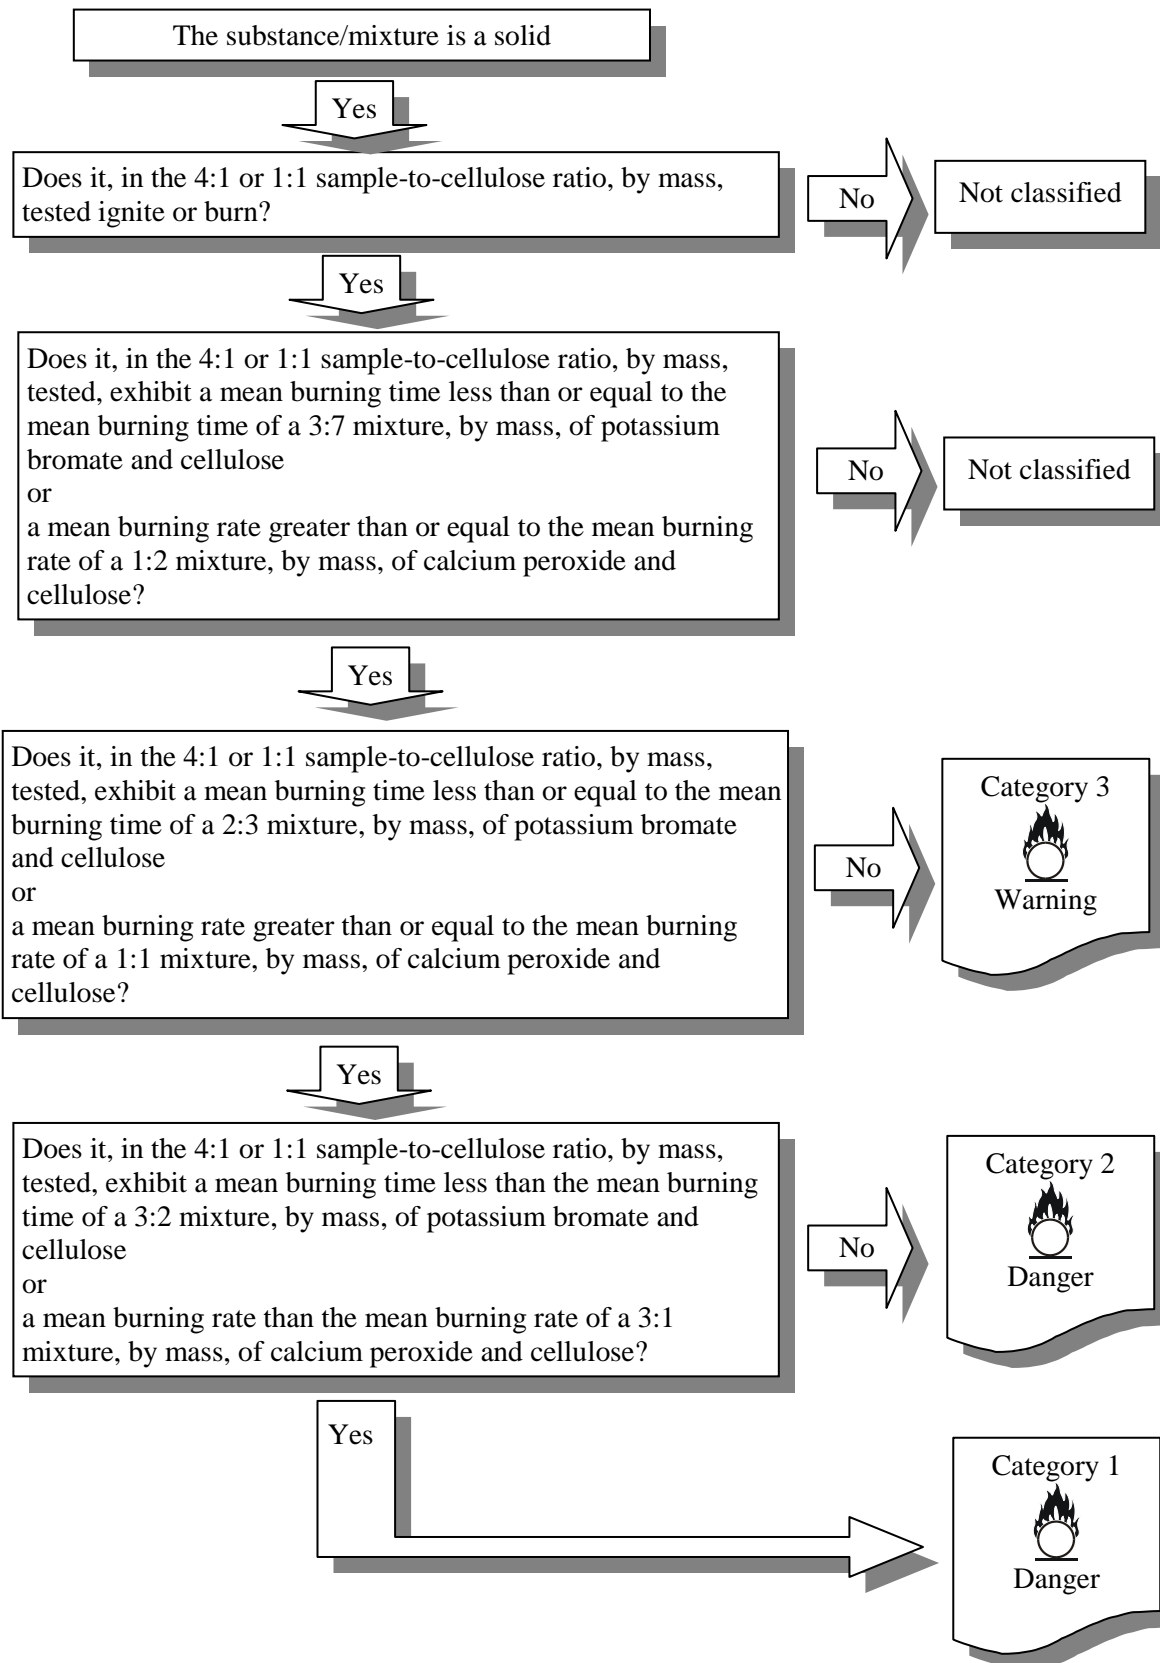 The substance/mixture is a solid
Yes
Does it, in the 4:1 or 1:1 sample-to-cellulose ratio, by mass,
tested ignite or burn?
No
Not classified
Yes
Does it, in the 4:1 or 1:1 sample-to-cellulose ratio, by mass,
tested, exhibit a mean burning time less than or equal to the
mean burning time of a 3:7 mixture, by mass, of potassium
bromate and cellulose
or
a mean burning rate greater than or equal to the mean burning
rate of a 1:2 mixture, by mass, of calcium peroxide and
cellulose?
No
Not classified
Yes
Does it, in the 4:1 or 1:1 sample-to-cellulose ratio, by mass,
tested, exhibit a mean burning time less than or equal to the mean
burning time of a 2:3 mixture, by mass, of potassium bromate
and cellulose
or
a mean burning rate greater than or equal to the mean burning
rate of a 1:1 mixture, by mass, of calcium peroxide and
cellulose?
No
Category 3
Warning
Yes
Does it, in the 4:1 or 1:1 sample-to-cellulose ratio, by mass,
tested, exhibit a mean burning time less than the mean burning
time of a 3:2 mixture, by mass, of potassium bromate and
cellulose
or
a mean burning rate than the mean burning rate of a 3:1
mixture, by mass, of calcium peroxide and cellulose?
No
Category 2
Danger
Yes
Category 1
Danger